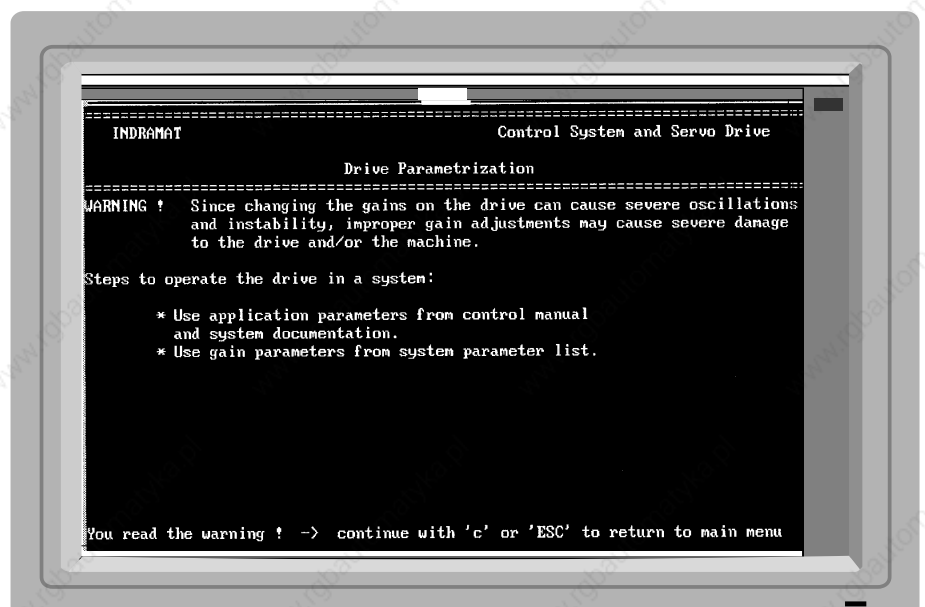 INDRAMAT Control System and Servo Drive
Drive Parametrization
WARNING ! Since changing the gains on the drive can cause severe oscillations
and instability, improper gain adjustments may cause severe damage
to the drive and/or the machine.
Steps to operate the drive in a system:
* Use application parameters from control manual
and system documentation.
* Use gain parameters from system parameter list.
You read the warning ! -> continue with 'c' or 'ESC' to return to main menu